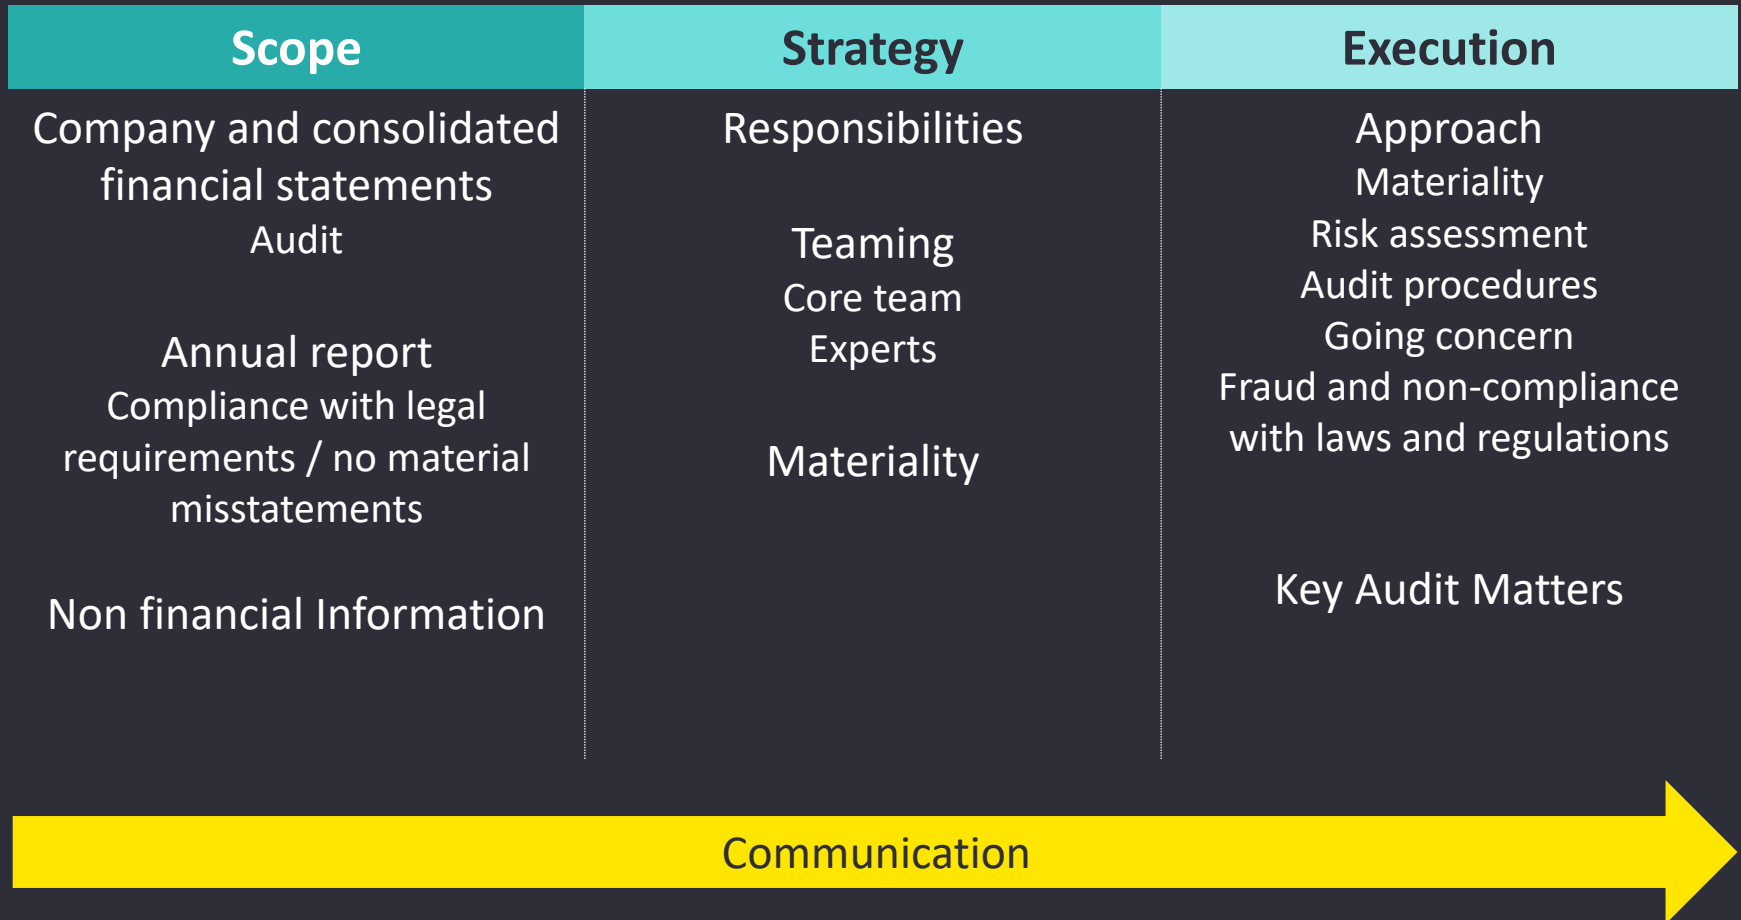 Scope
Company and consolidated
financial statements
Audit
Annual report
Compliance with legal
requirements / no material
misstatements
Non financial Information
Strategy
Responsibilities
Teaming
Core team
Experts
Materiality
Execution
Approach
Materiality
Risk assessment
Audit procedures
Going concern
Fraud and non-compliance
with laws and regulations
Key Audit Matters
Communication